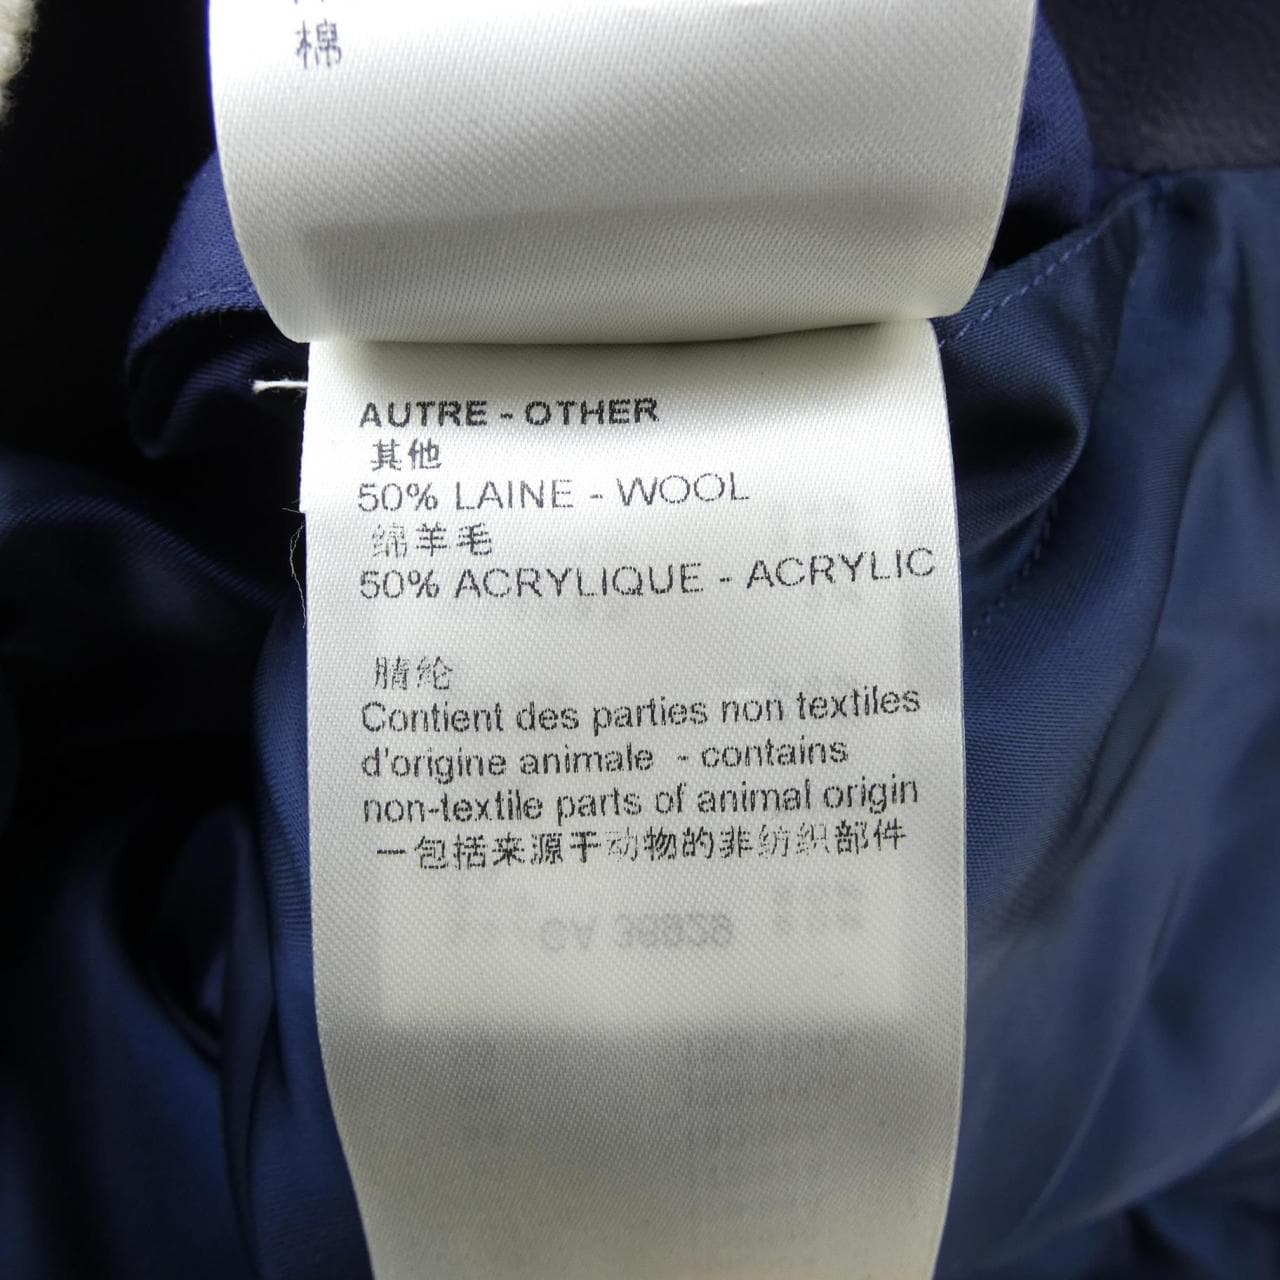 棉
AUTRE - OTHER
其他
50% LAINE - WOOL
绵羊毛
50% ACRYLIQUE - ACRYLIC
腈纶
Contient des parties non textiles
d'origine animale - contains
non-textile parts of animal origin
一包括来源于动物的非纺织部件